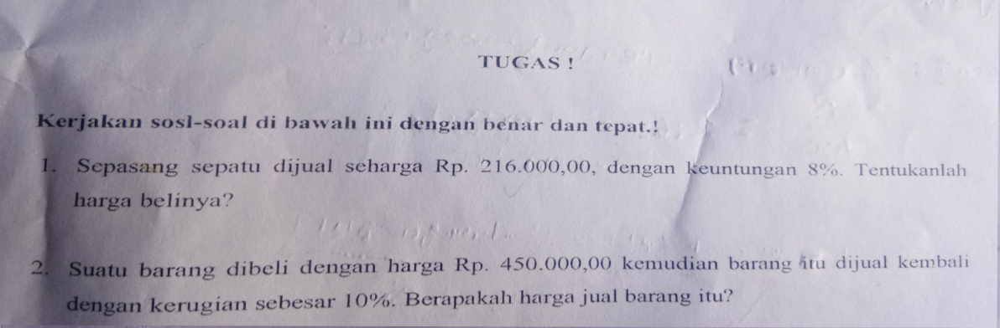 TUGAS !
Kerjakan sosl-soal di bawah ini dengan benar dan tepat.!
1. Sepasang sepatu dijual seharga Rp. 216.000,00, dengan keuntungan 8%. Tentukanlah
harga belinya?
2. Suatu barang dibeli dengan harga Rp. 450.000,00 kemudian barang itu dijual kembali
dengan kerugian sebesar 10%. Berapakah harga jual barang itu?